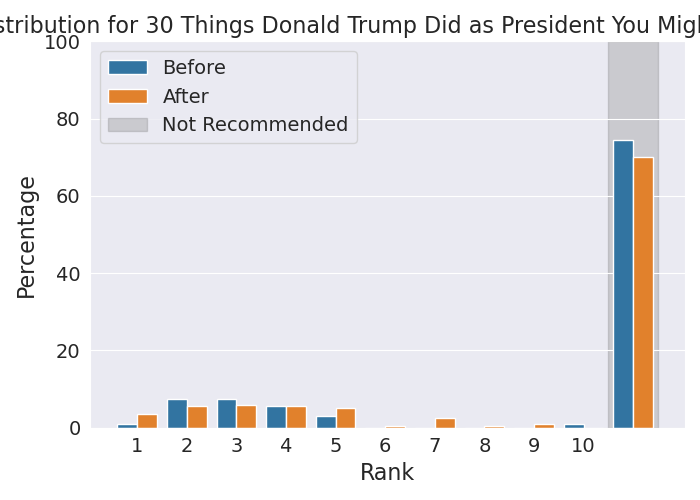 stribution for 30 Things Donald Trump Did as President You Migh
100
80
60
40
20
0
Percentage
Before
After
Not Recommended
1 2 3 4 5 6 7 8 9 10
Rank